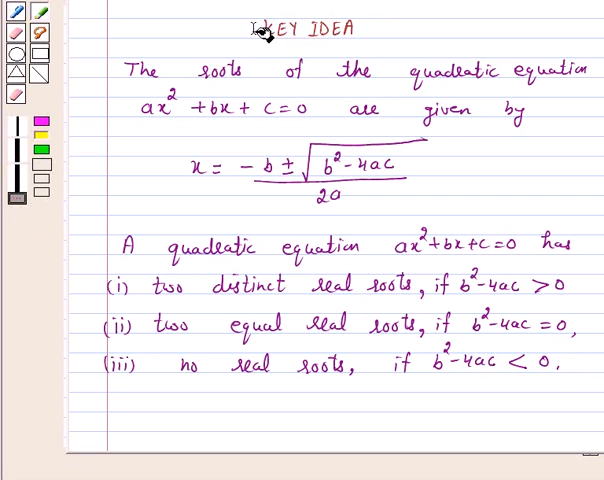 KEY IDEA
The roots of the quadratic equation
ax² + bx + c = 0 are given by
x = - b ± √b² - 4ac
2a
A quadratic equation ax² + bx + c = 0 has
(i) two distinct real roots, if b² - 4ac > 0
(ii) two equal real roots, if b² - 4ac = 0,
(iii) no real roots, if b² - 4ac < 0.